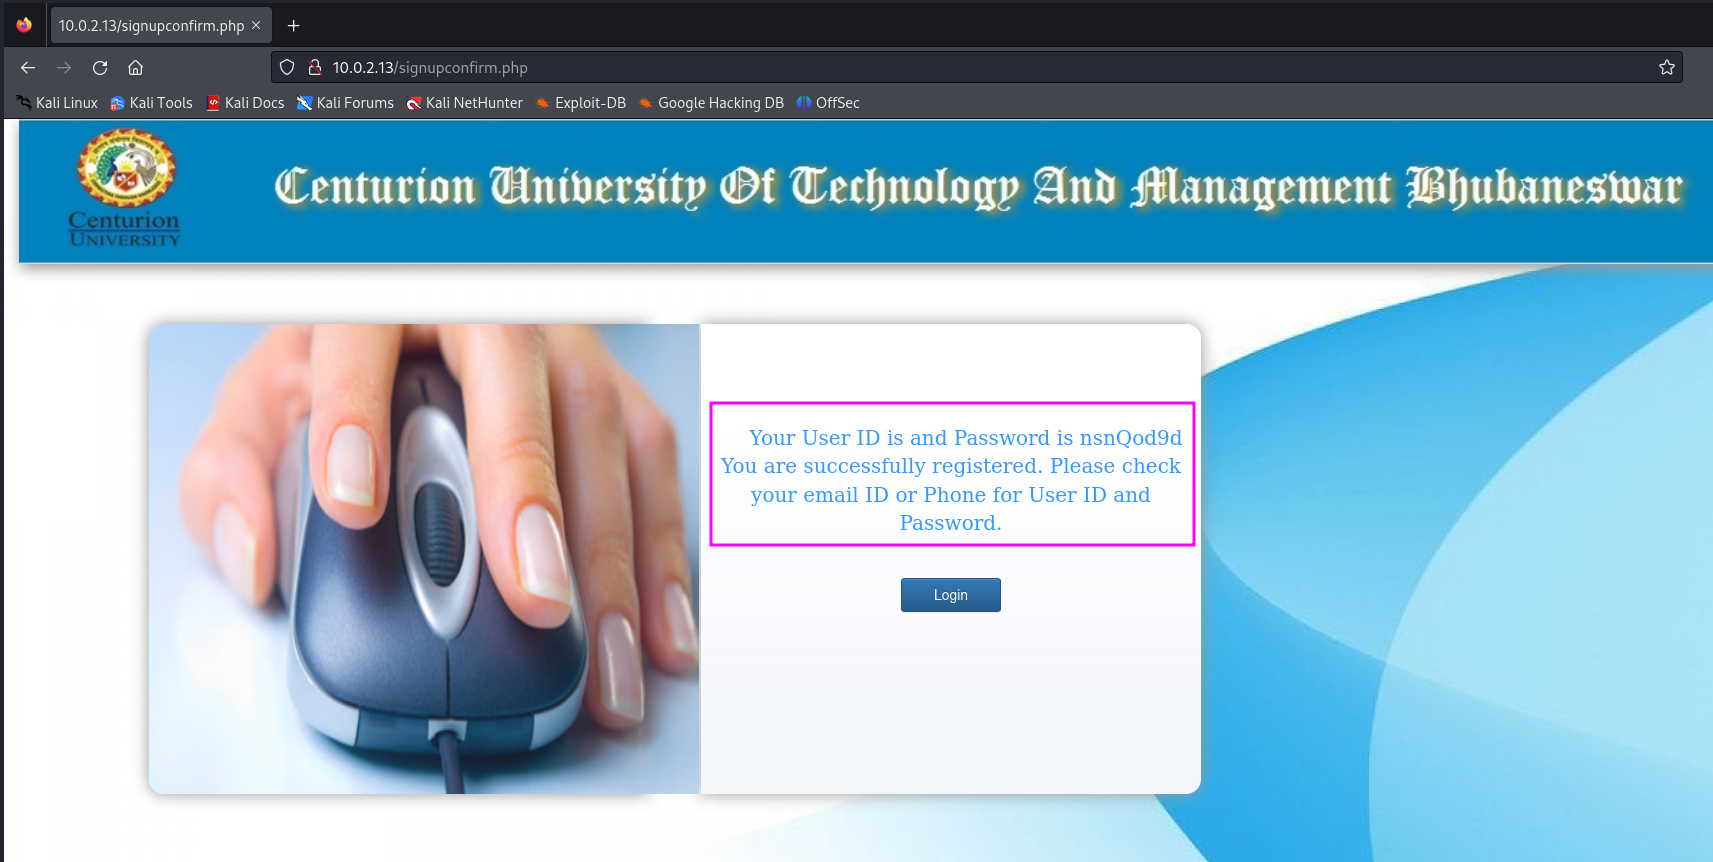 10.0.2.13/signupconfirm.php
10.0.2.13/signupconfirm.php
Kali Linux Kali Tools Kali Docs Kali Forums Kali NetHunter Exploit-DB Google Hacking DB OffSec
Centurion University Of Technology And Management Bhubaneswar
Centurion
UNIVERSITY
Your User ID is and Password is nsnQod9d
You are successfully registered. Please check
your email ID or Phone for User ID and
Password.
Login